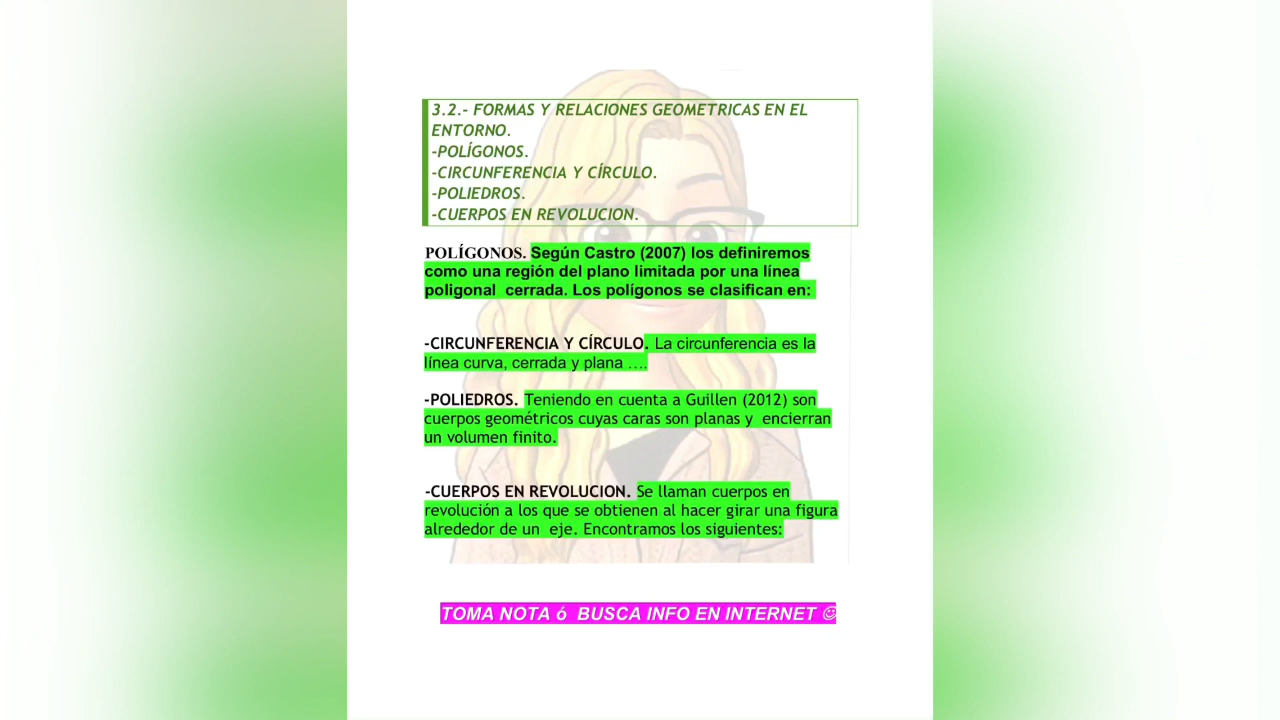 3.2.- FORMAS Y RELACIONES GEOMETRICAS EN EL
ENTORNO.
-POLÍGONOS.
-CIRCUNFERENCIA Y CÍRCULO.
-POLIEDROS.
-CUERPOS EN REVOLUCION.
POLÍGONOS. Según Castro (2007) los definiremos
como una región del plano limitada por una línea
poligonal cerrada. Los polígonos se clasifican en:
-CIRCUNFERENCIA Y CÍRCULO. La circunferencia es la
línea curva, cerrada y plana ….
-POLIEDROS. Teniendo en cuenta a Guillen (2012) son
cuerpos geométricos cuyas caras son planas y encierran
un volumen finito.
-CUERPOS EN REVOLUCION. Se llaman cuerpos en
revolución a los que se obtienen al hacer girar una figura
alrededor de un eje. Encontramos los siguientes:
TOMA NOTA ó BUSCA INFO EN INTERNET ☺